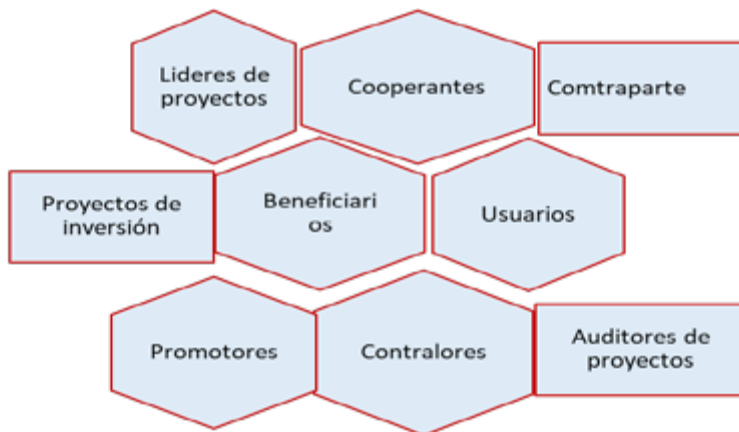 Lideres de
proyectos
Cooperantes
Comtraparte
Proyectos de
inversión
Beneficiari
os
Usuarios
Promotores
Contralores
Auditores de
proyectos